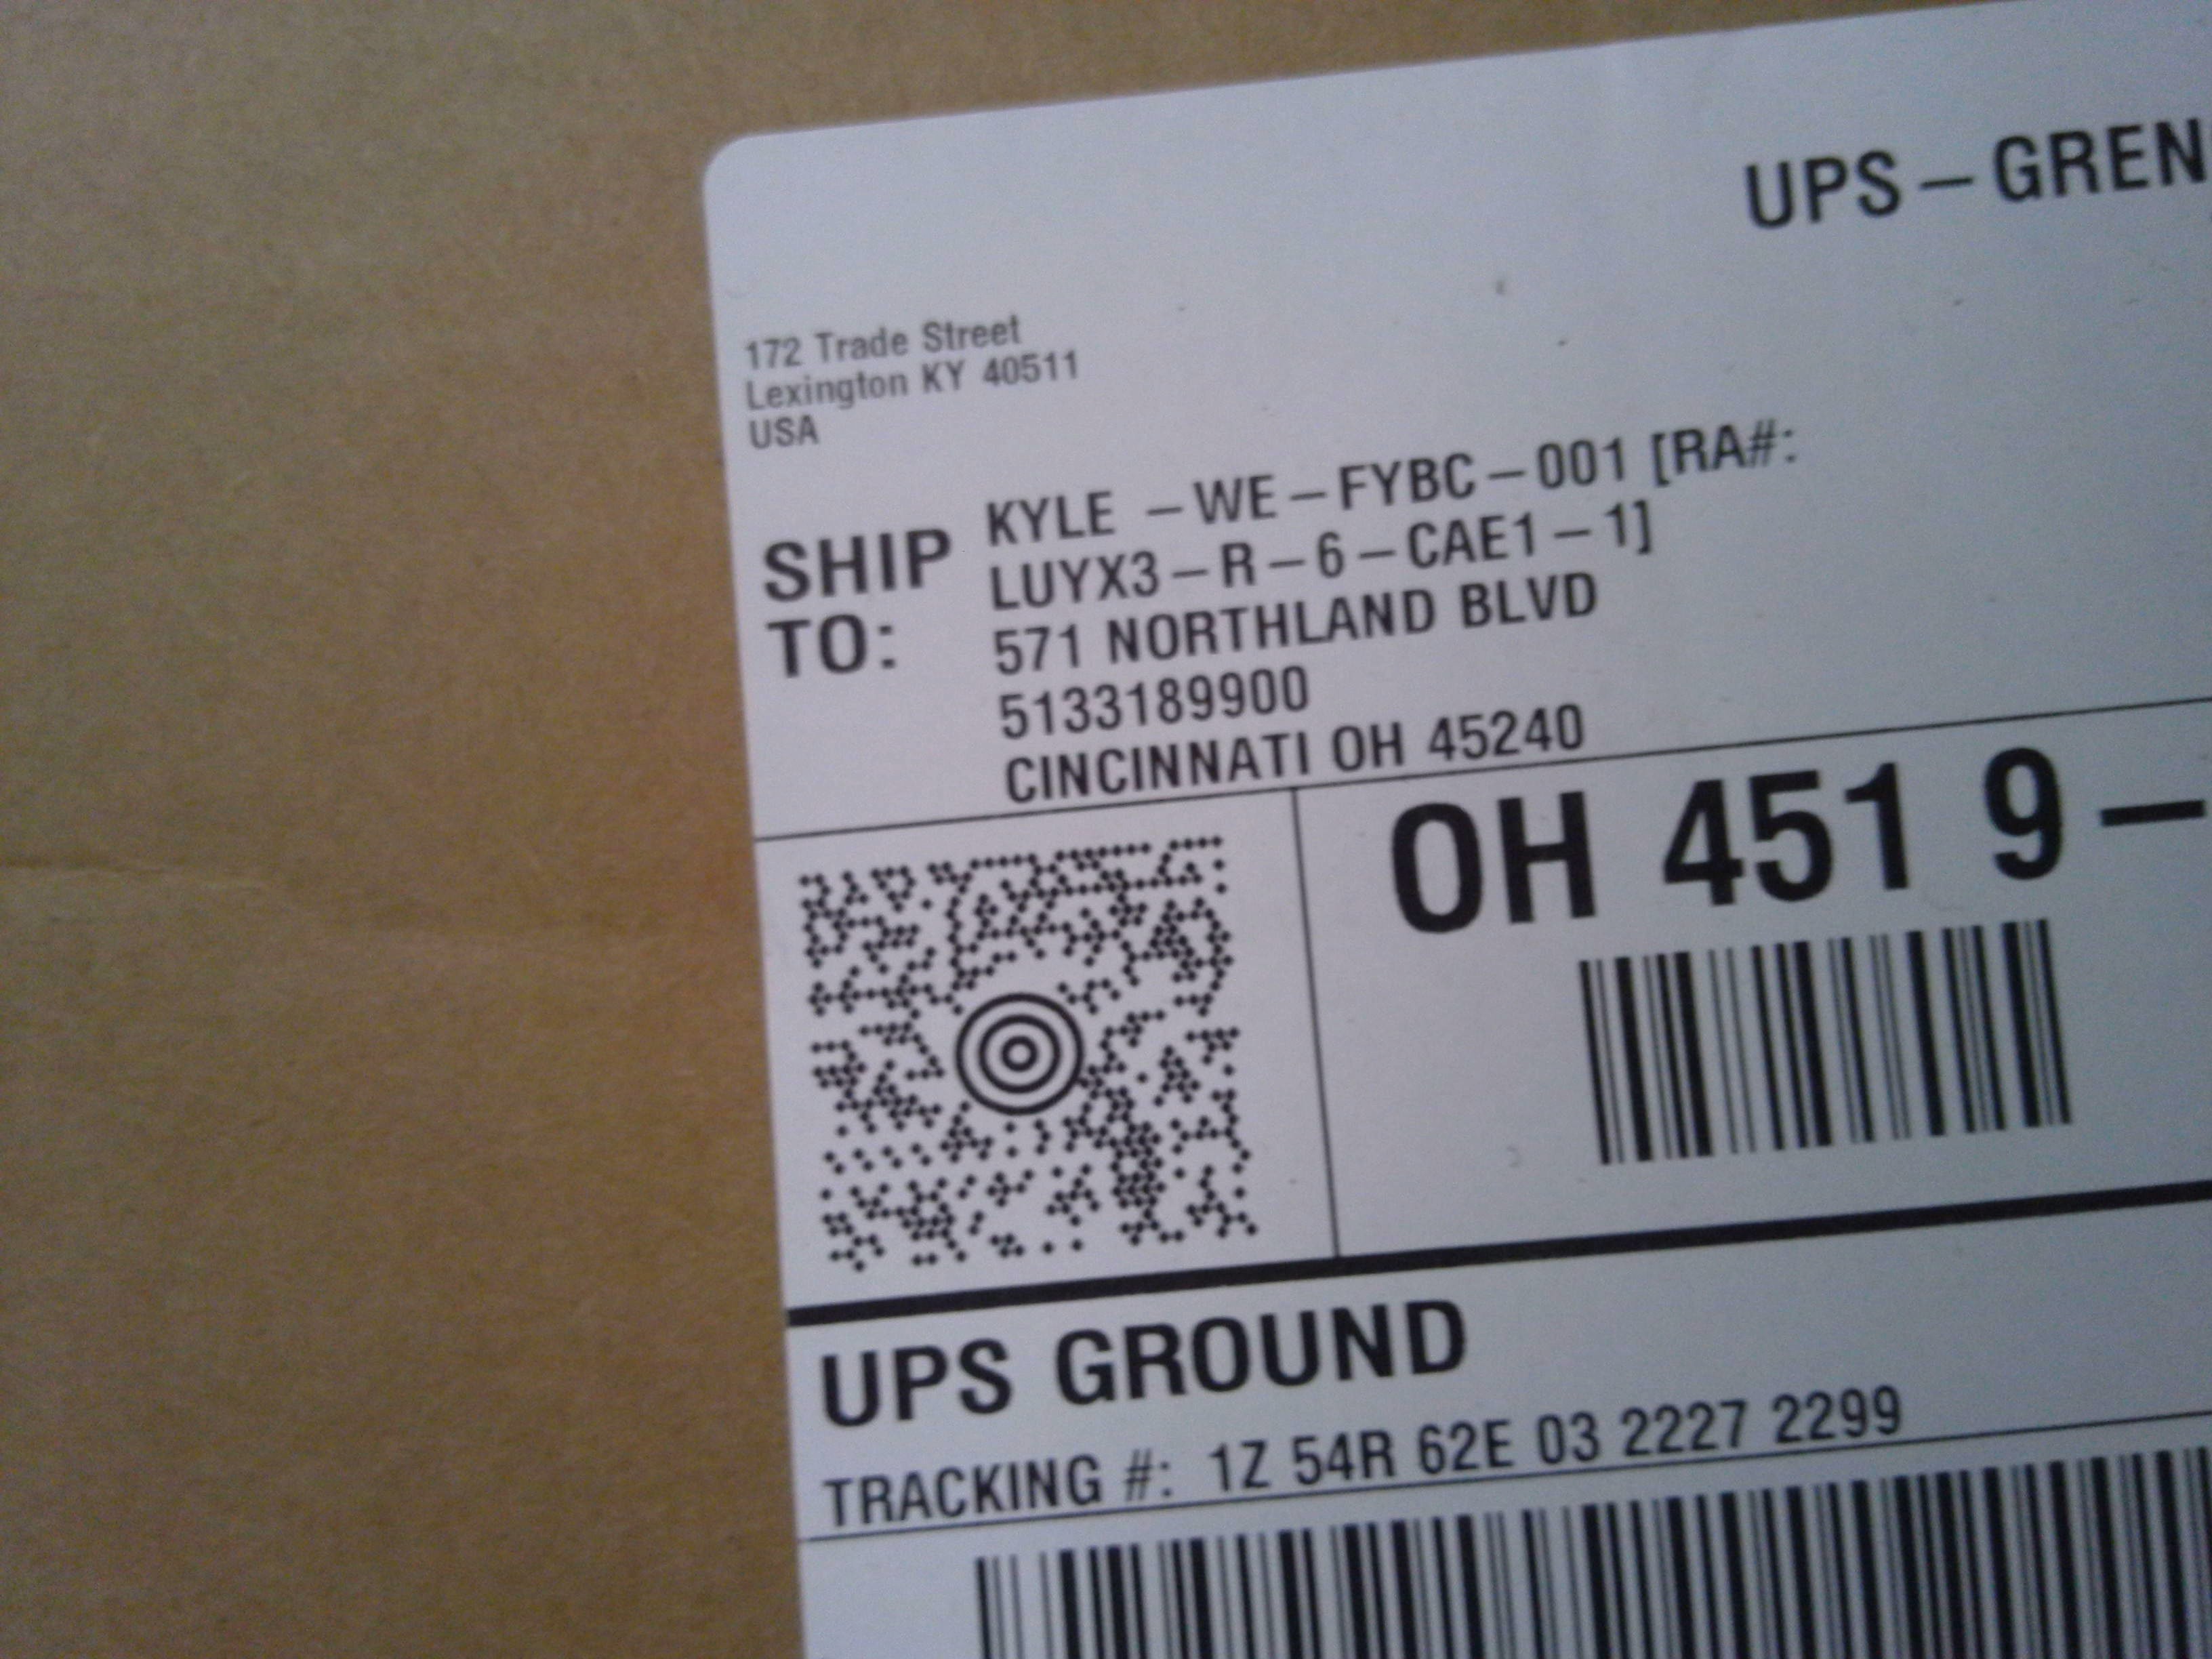 UPS – GREN
172 Trade Street
Lexington KY 40511
USA
SHIP TO:
KYLE – WE – FYBC – 001 [RA#:
LUYX3 – R – 6 – CAE1 – 1]
571 NORTHLAND BLVD
5133189900
CINCINNATI OH 45240
OH 451 9 –
UPS GROUND
TRACKING #: 1Z 54R 62E 03 2227 2299